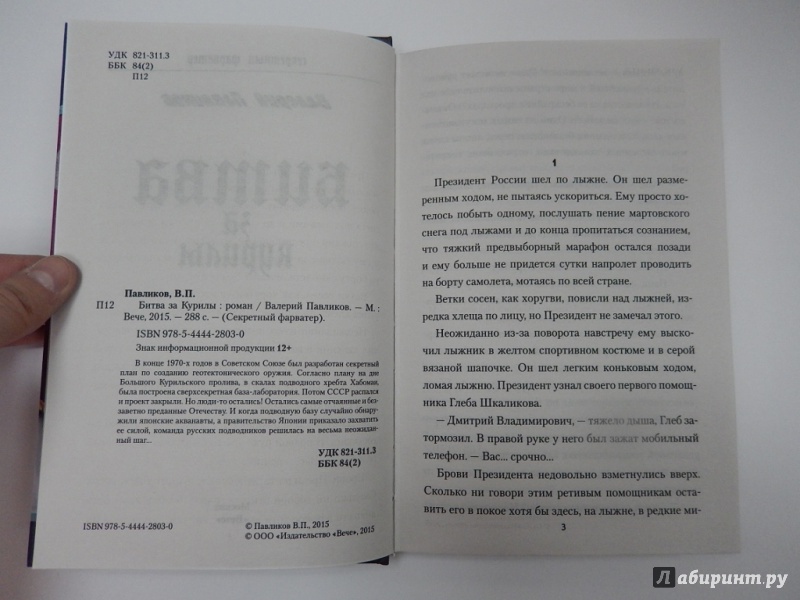 УДК 821-311.3
ББК 84(2)
П12
Павликов, В.П.
П12 Битва за Курилы : роман / Валерий Павликов. — М. :
Вече, 2015. — 288 с. — (Секретный фарватер).
ISBN 978-5-4444-2803-0
Знак информационной продукции 12+
В конце 1970-х годов в Советском Союзе был разработан секретный
план по созданию геотектонического оружия. Согласно плану на дне
Большого Курильского пролива, в скалах подводного хребта Хабомаи,
была построена сверхсекретная база-лаборатория. Потом СССР распался
и проект закрыли. Но люди-то остались! Остались самые отчаянные и бес-
заветно преданные Отечеству. И когда подводную базу случайно обнару-
жили японские акванавты, а правительство Японии приказало захватить
ее силой, команда русских подводников решилась на весьма неожидан-
ный шаг...
УДК 821-311.3
ББК 84(2)
ISBN 978-5-4444-2803-0
© Павликов В.П., 2015
© ООО «Издательство «Вече», 2015
1
Президент России шел по лыжне. Он шел разме-
ренным ходом, не пытаясь ускориться. Ему просто хо-
телось побыть одному, послушать пение мартовского
снега под лыжами и до конца пропитаться сознанием,
что тяжкий предвыборный марафон остался позади
и ему больше не придется сутки напролет проводить
на борту самолета, мотаясь по всей стране.
Ветки сосен, как хоругви, повисли над лыжней, из-
редка хлеща по лицу, но Президент не замечал этого.
Неожиданно из-за поворота навстречу ему выско-
чил лыжник в желтом спортивном костюме и в серой
вязаной шапочке. Он шел легким коньковым ходом,
ломая лыжню. Президент узнал своего первого помощ-
ника Глеба Шкаликова.
— Дмитрий Владимирович, — тяжело дыша, Глеб за-
тормозил. В правой руке у него был зажат мобильный
телефон. — Вас... срочно...
Брови Президента недовольно взметнулись вверх.
Сколько ни говори этим ретивым помощникам оста-
вить его в покое хотя бы здесь, на лыжне, в редкие ми-
3
Лабиринт.ру